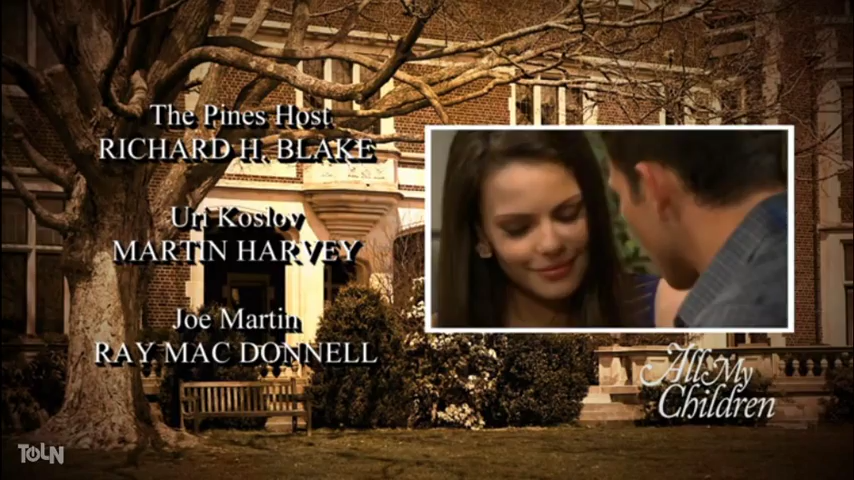 The Pines Host
RICHARD H. BLAKE
Uri Koslov
MARTIN HARVEY
Joe Martin
RAY MAC DONNELL
All My
Children
TOLN